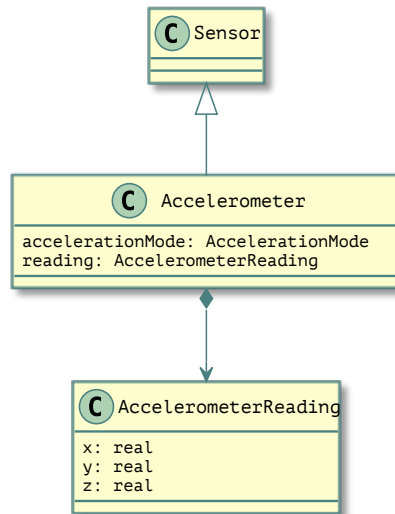 C Sensor
C Accelerometer
accelerationMode: AccelerationMode
reading: AccelerometerReading
C AccelerometerReading
x: real
y: real
z: real